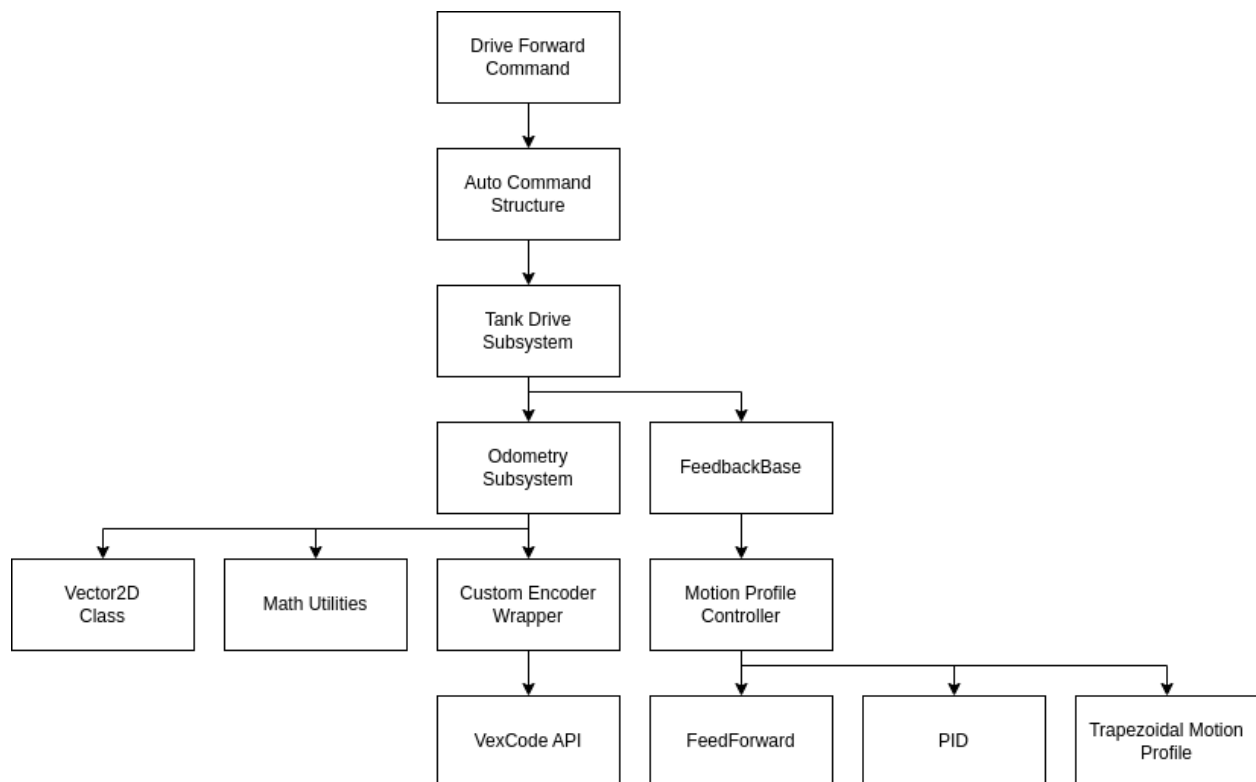 Drive Forward
Command
Auto Command
Structure
Tank Drive
Subsystem
Odometry
Subsystem
FeedbackBase
Vector2D
Class
Math Utilities
Custom Encoder
Wrapper
Motion Profile
Controller
VexCode API
FeedForward
PID
Trapezoidal Motion
Profile